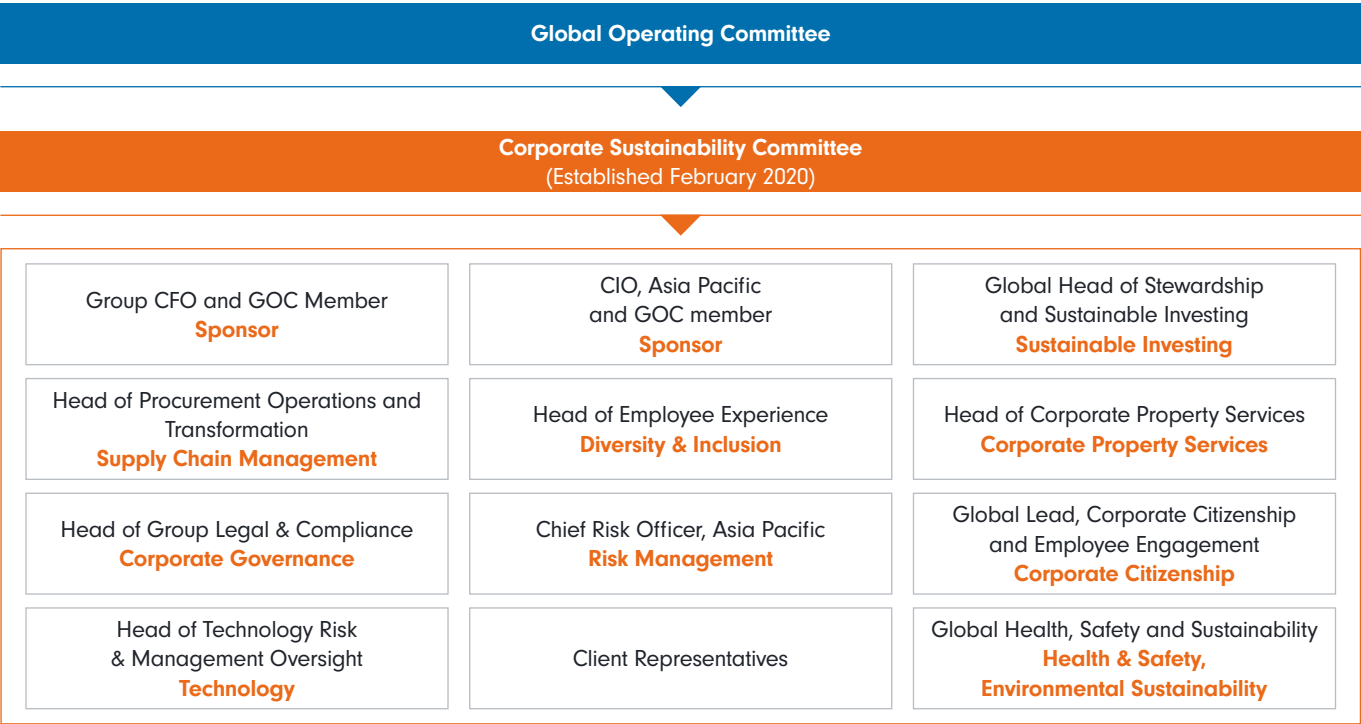 Global Operating Committee
Corporate Sustainability Committee
(Established February 2020)
Group CFO and GOC Member
Sponsor
CIO, Asia Pacific
and GOC member
Sponsor
Global Head of Stewardship
and Sustainable Investing
Sustainable Investing
Head of Procurement Operations and
Transformation
Supply Chain Management
Head of Employee Experience
Diversity & Inclusion
Head of Corporate Property Services
Corporate Property Services
Head of Group Legal & Compliance
Corporate Governance
Chief Risk Officer, Asia Pacific
Risk Management
Global Lead, Corporate Citizenship
and Employee Engagement
Corporate Citizenship
Head of Technology Risk
& Management Oversight
Technology
Client Representatives
Global Health, Safety and Sustainability
Health & Safety,
Environmental Sustainability